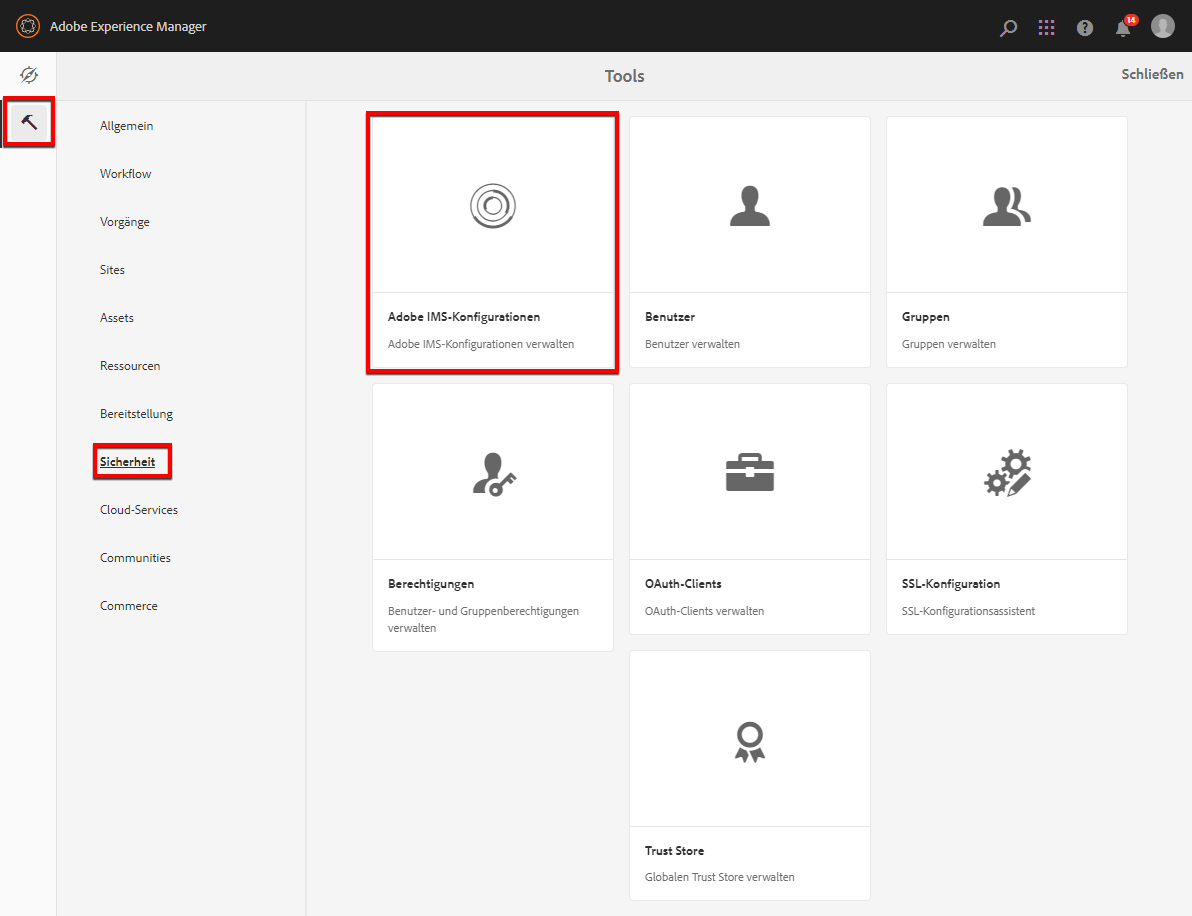 Adobe Experience Manager
14
Tools
Schließen
Allgemein
Workflow
Vorgänge
Sites
Assets
Ressourcen
Bereitstellung
Sicherheit
Cloud-Services
Communities
Commerce
Adobe IMS-Konfigurationen
Adobe IMS-Konfigurationen verwalten
Benutzer
Benutzer verwalten
Gruppen
Gruppen verwalten
Berechtigungen
Benutzer- und Gruppenberechtigungen
verwalten
OAuth-Clients
OAuth-Clients verwalten
SSL-Konfiguration
SSL-Konfigurationsassistent
Trust Store
Globalen Trust Store verwalten